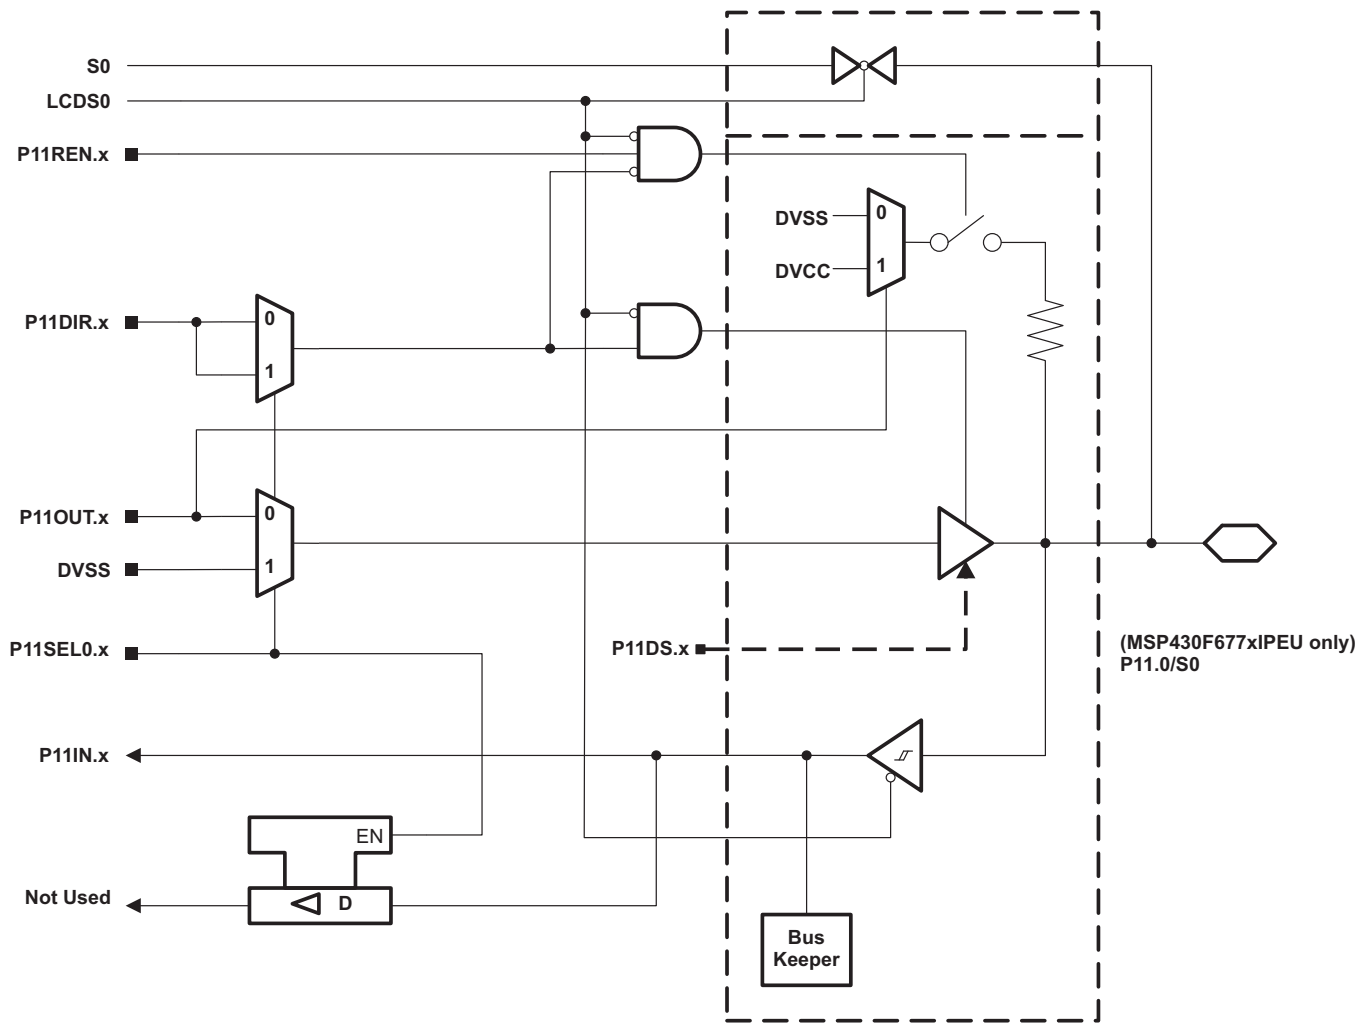 S0
LCDS0
P11REN.x
DVSS
0
DVCC
1
P11DIR.x
0
1
P11OUT.x
0
DVSS
1
P11SEL0.x
P11DS.x
(MSP430F677xIPEU only)
P11.0/S0
P11IN.x
EN
Not Used
D
Bus
Keeper